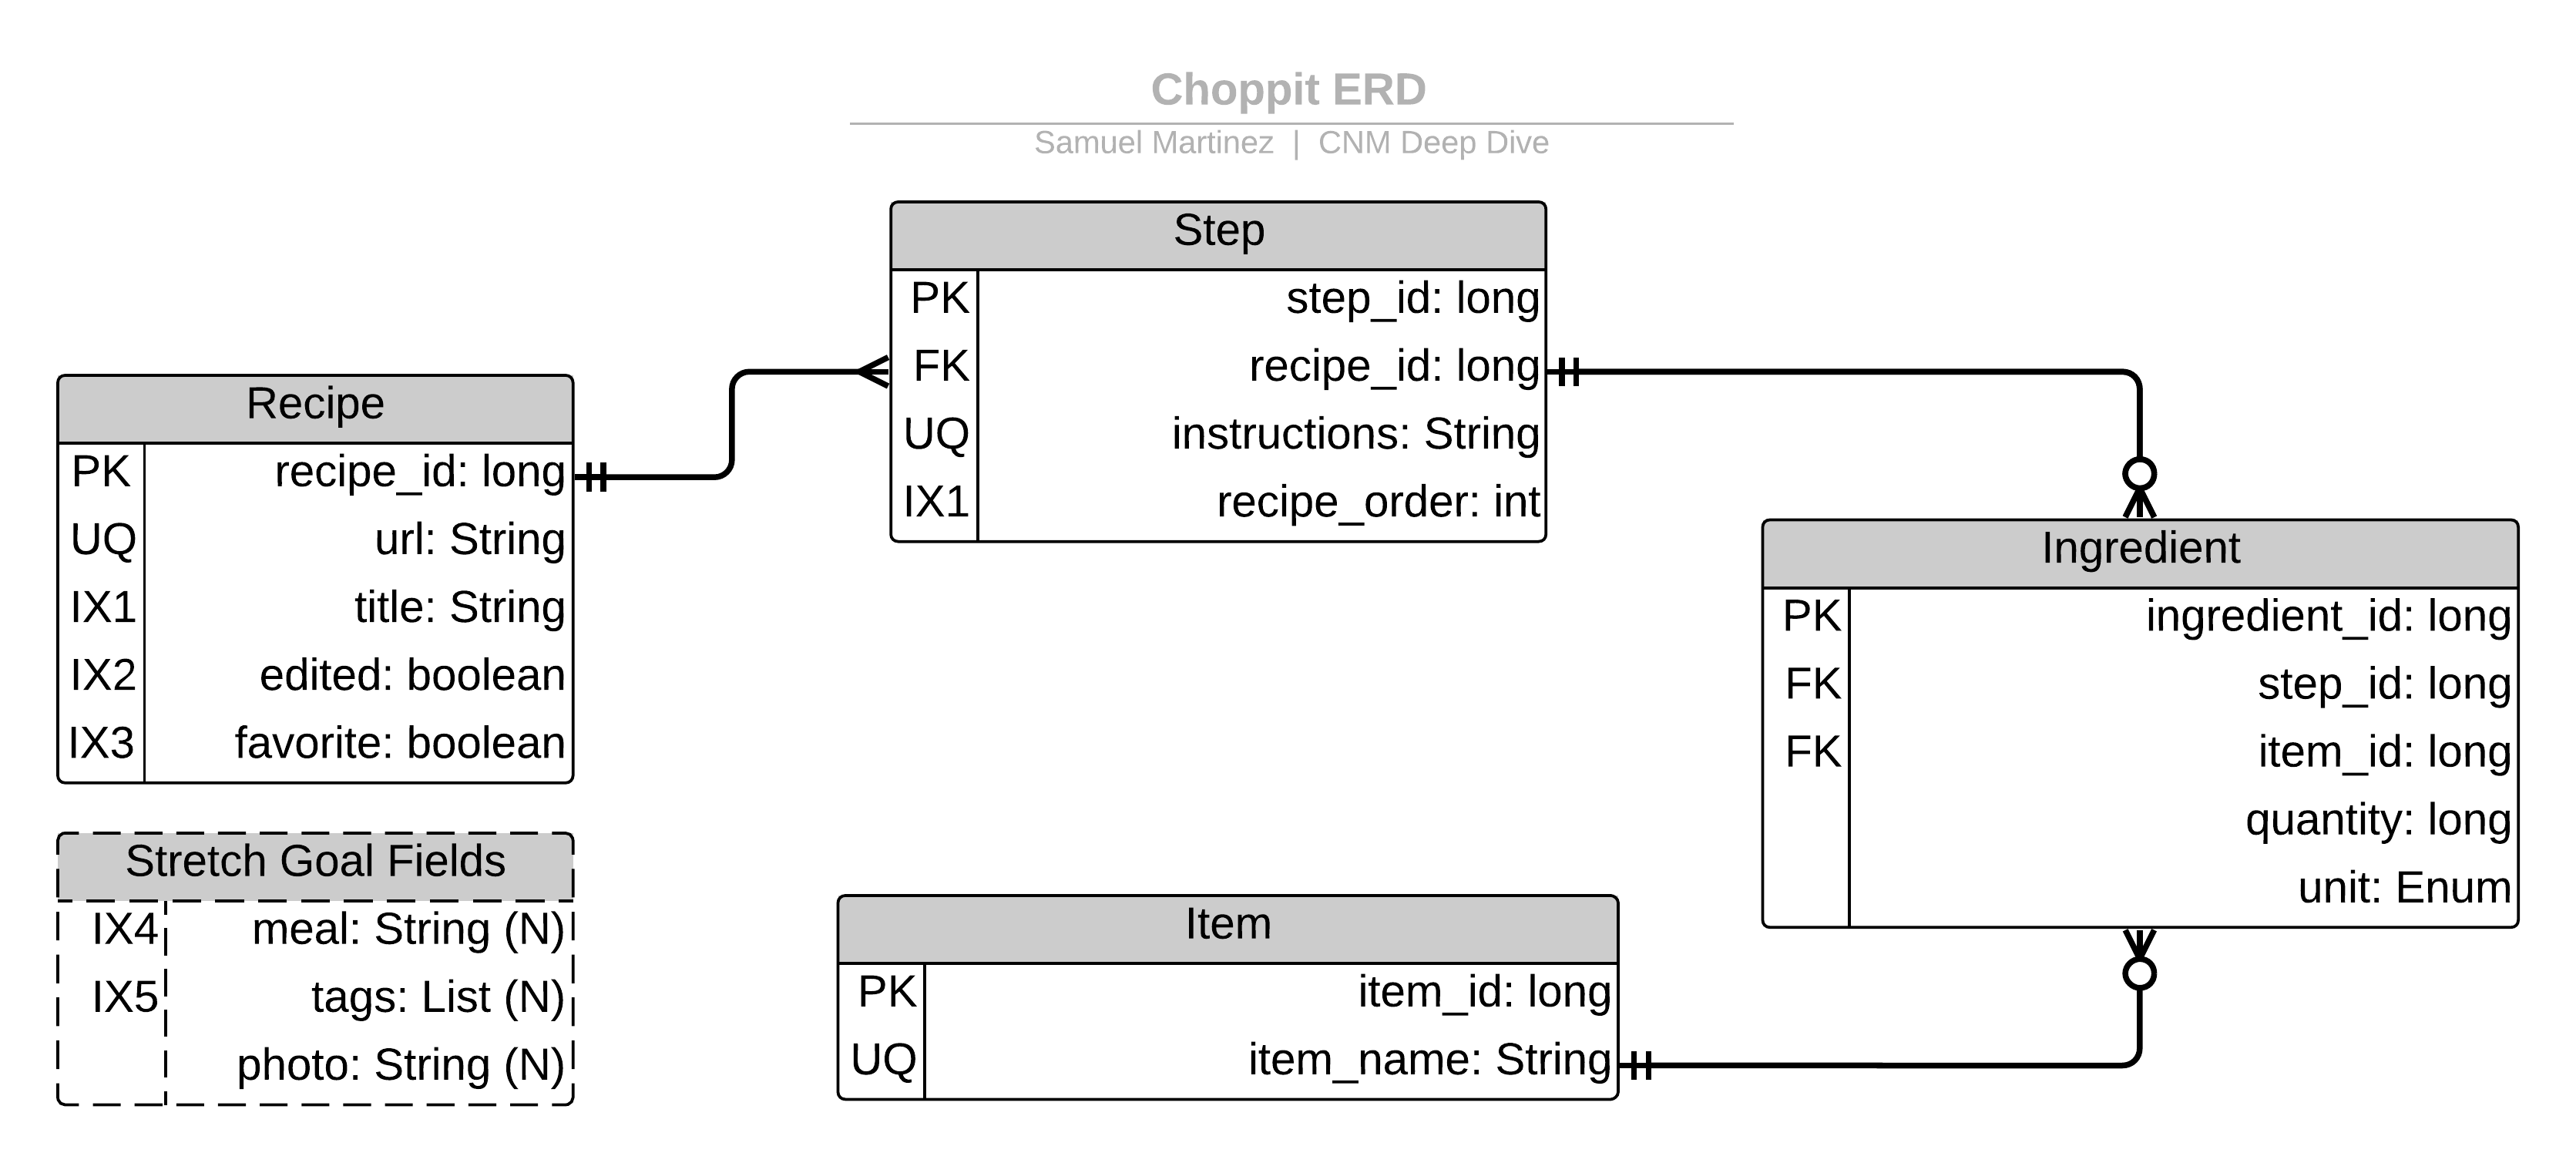 Choppit ERD
Samuel Martinez | CNM Deep Dive
Step
PK step_id: long
FK recipe_id: long
UQ instructions: String
IX1 recipe_order: int
Recipe
PK recipe_id: long
UQ url: String
IX1 title: String
IX2 edited: boolean
IX3 favorite: boolean
Ingredient
PK ingredient_id: long
FK step_id: long
FK item_id: long
quantity: long
unit: Enum
Stretch Goal Fields
IX4 meal: String (N)
IX5 tags: List (N)
photo: String (N)
Item
PK item_id: long
UQ item_name: String